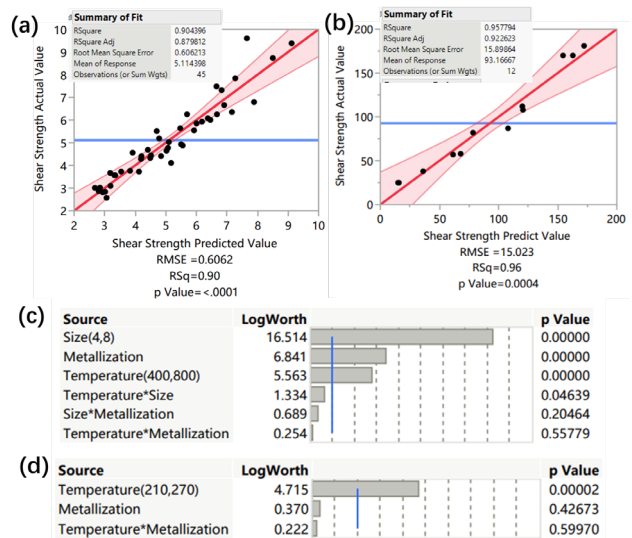 (a)
Summary of Fit
RSquare 0.904396
RSquare Adj 0.879812
Root Mean Square Error 0.606213
Mean of Response 5.114398
Observations (or Sum Wgts) 45
Shear Strength Actual Value
10
9
8
7
6
5
4
3
2
2 3 4 5 6 7 8 9 10
Shear Strength Predicted Value
RMSE =0.6062
RSq=0.90
p Value=<.0001
(b)
Summary of Fit
RSquare 0.957794
RSquare Adj 0.922623
Root Mean Square Error 15.89864
Mean of Response 93.16667
Observations (or Sum Wgts) 12
Shear Strength Actual Value
200
150
100
50
0
0 50 100 150 200
Shear Strength Predict Value
RMSE =15.023
RSq=0.96
p Value=0.0004
(c)
Source LogWorth p Value
Size(4,8) 16.514 0.00000
Metallization 6.841 0.00000
Temperature(400,800) 5.563 0.00000
Temperature*Size 1.334 0.04639
Size*Metallization 0.689 0.20464
Temperature*Metallization 0.254 0.55779
(d)
Source LogWorth p Value
Temperature(210,270) 4.715 0.00002
Metallization 0.370 0.42673
Temperature*Metallization 0.222 0.59970